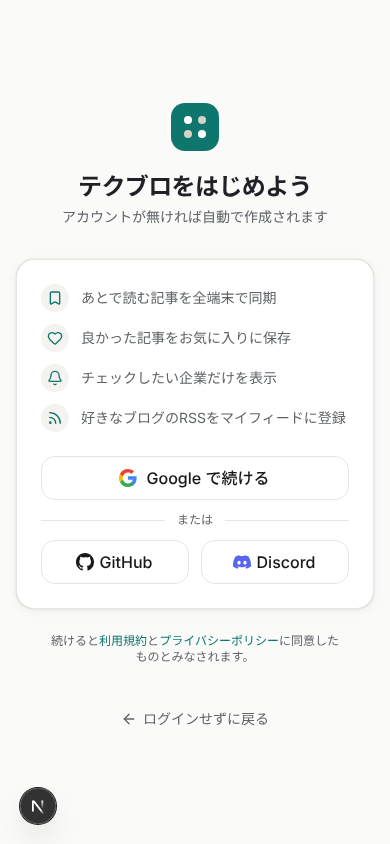 テクブロをはじめよう
アカウントが無ければ自動で作成されます
あとで読む記事を全端末で同期
良かった記事をお気に入りに保存
チェックしたい企業だけを表示
好きなブログのRSSをマイフィードに登録
Google で続ける
または
GitHub
Discord
続けると利用規約とプライバシーポリシーに同意した
ものとみなされます。
← ログインせずに戻る
N